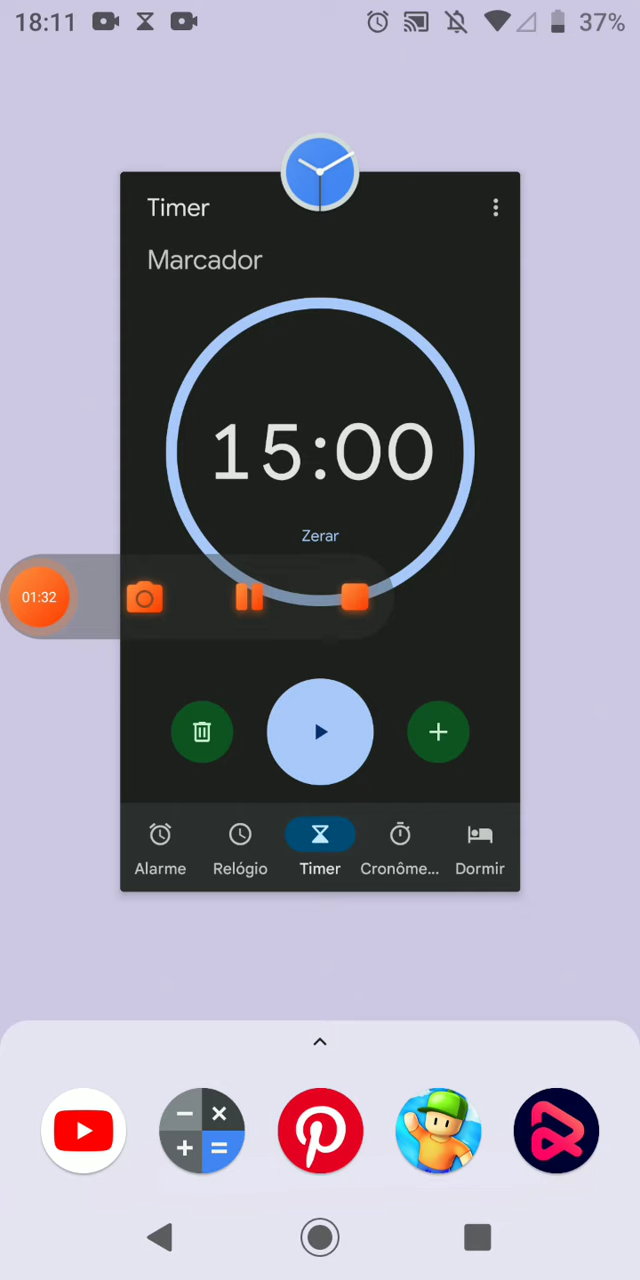 18:11 37%
Timer
Marcador
15:00
Zerar
01:32
Alarme Relógio Timer Cronôme... Dormir